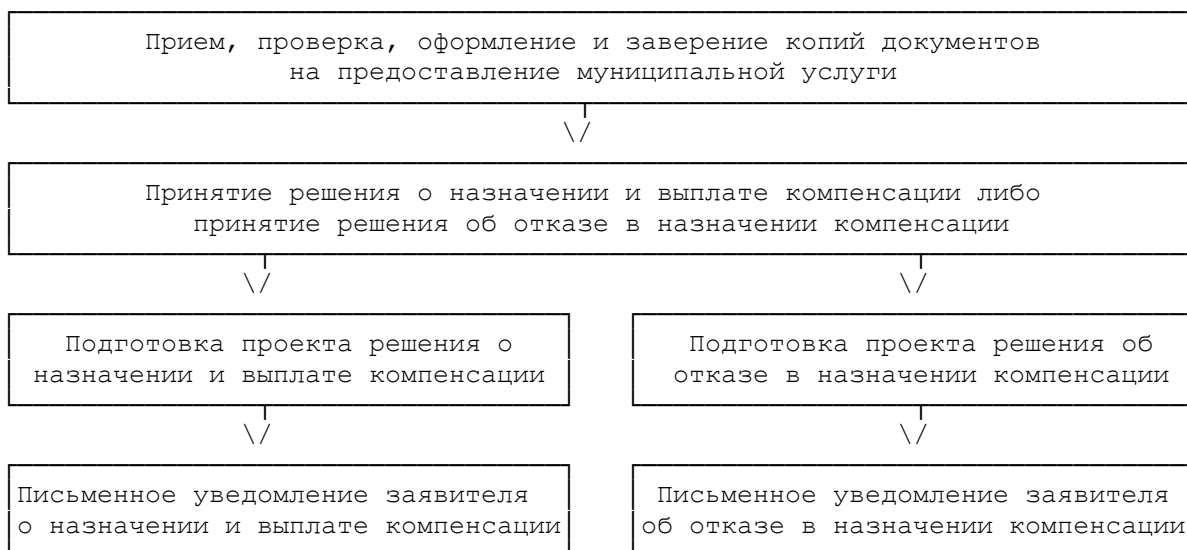 Прием, проверка, оформление и заверение копий документов
на предоставление муниципальной услуги
Принятие решения о назначении и выплате компенсации либо
принятие решения об отказе в назначении компенсации
Подготовка проекта решения о
назначении и выплате компенсации
Подготовка проекта решения об
отказе в назначении компенсации
Письменное уведомление заявителя
о назначении и выплате компенсации
Письменное уведомление заявителя
об отказе в назначении компенсации